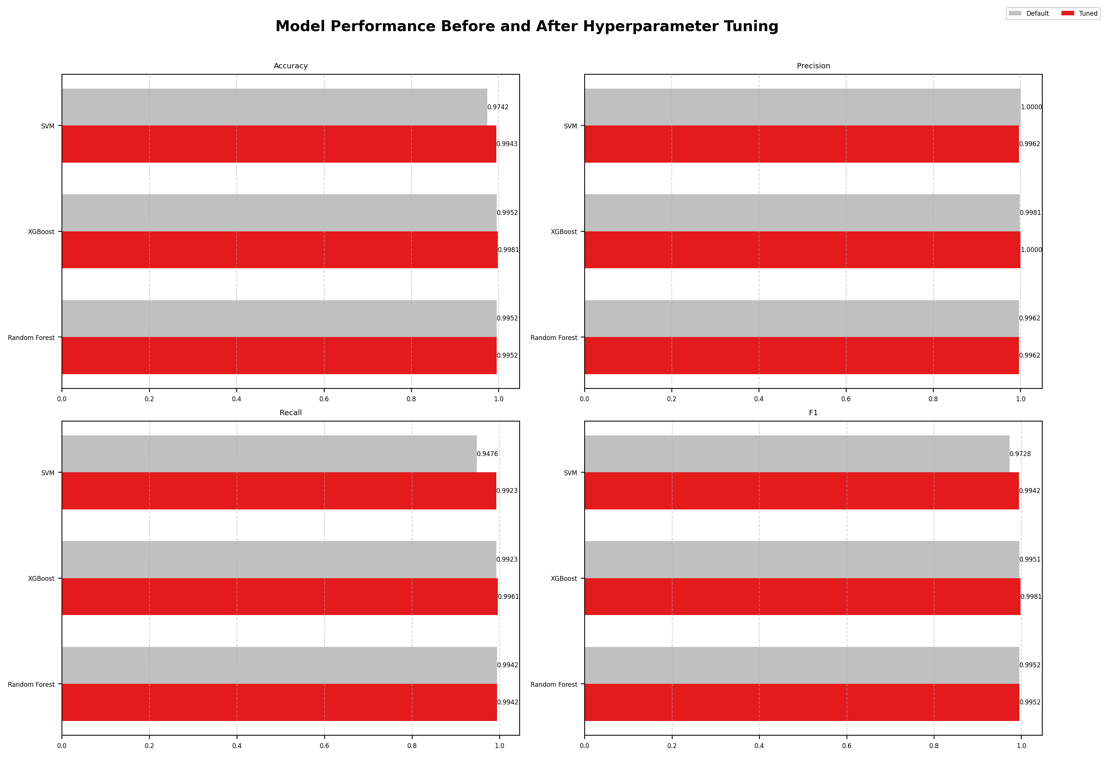 Model Performance Before and After Hyperparameter Tuning
Default Tuned
Accuracy
SVM
0.9742
0.9943
XGBoost
0.9952
0.9981
Random Forest
0.9952
0.9952
0.0 0.2 0.4 0.6 0.8 1.0
Precision
SVM
1.0000
0.9962
XGBoost
0.9981
1.0000
Random Forest
0.9962
0.9962
0.0 0.2 0.4 0.6 0.8 1.0
Recall
SVM
0.9476
0.9923
XGBoost
0.9923
0.9961
Random Forest
0.9942
0.9942
0.0 0.2 0.4 0.6 0.8 1.0
F1
SVM
0.9728
0.9942
XGBoost
0.9951
0.9981
Random Forest
0.9952
0.9952
0.0 0.2 0.4 0.6 0.8 1.0